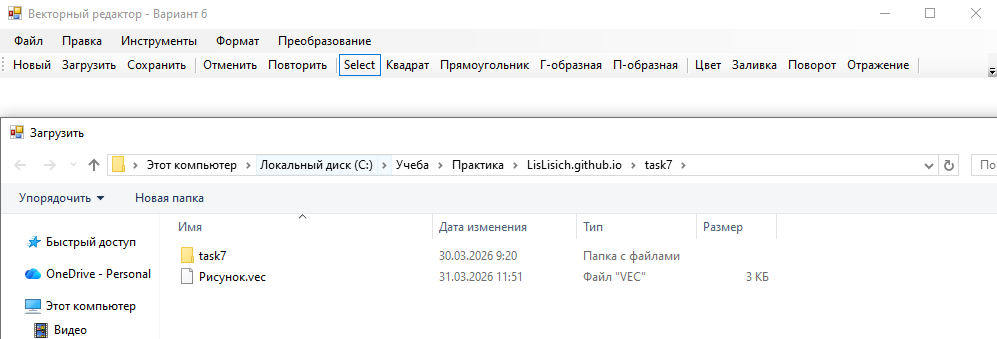 Векторный редактор - Вариант 6
Файл Правка Инструменты Формат Преобразование
Новый Загрузить Сохранить Отменить Повторить Select Квадрат Прямоугольник Г-образная П-образная Цвет Заливка Поворот Отражение
Загрузить
Этот компьютер Локальный диск (C:) Учеба Практика LisLisich.github.io task7 По
Упорядочить Новая папка
Имя Дата изменения Тип Размер
Быстрый доступ
task7 30.03.2026 9:20 Папка с файлами
OneDrive - Personal
Рисунок.vec 31.03.2026 11:51 Файл "VEC" 3 КБ
Этот компьютер
Видео